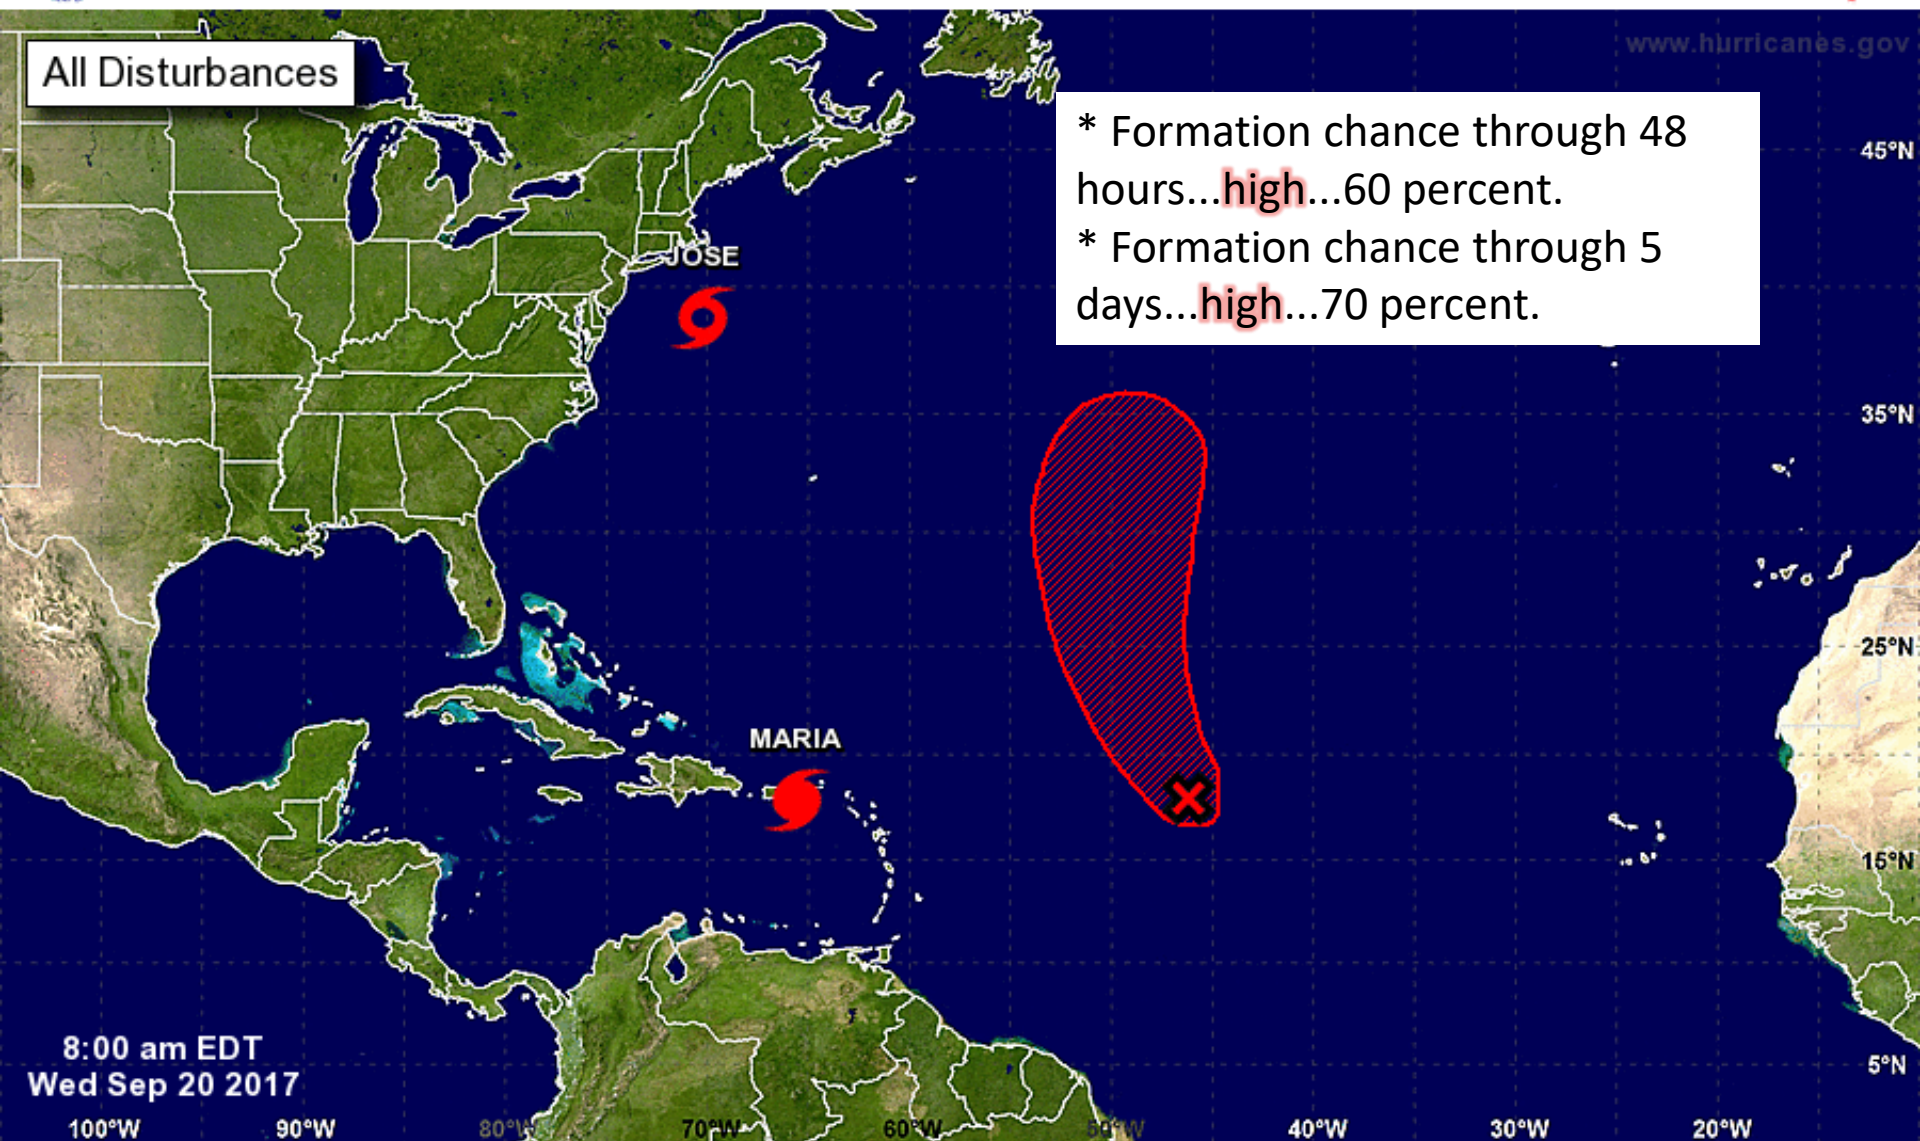 www.hurricanes.gov
All Disturbances
* Formation chance through 48
hours...high...60 percent.
* Formation chance through 5
days...high...70 percent.
45°N
JOSE
35°N
25°N
MARIA
15°N
8:00 am EDT
Wed Sep 20 2017
5°N
100°W 90°W 80°W 70°W 60°W 50°W 40°W 30°W 20°W